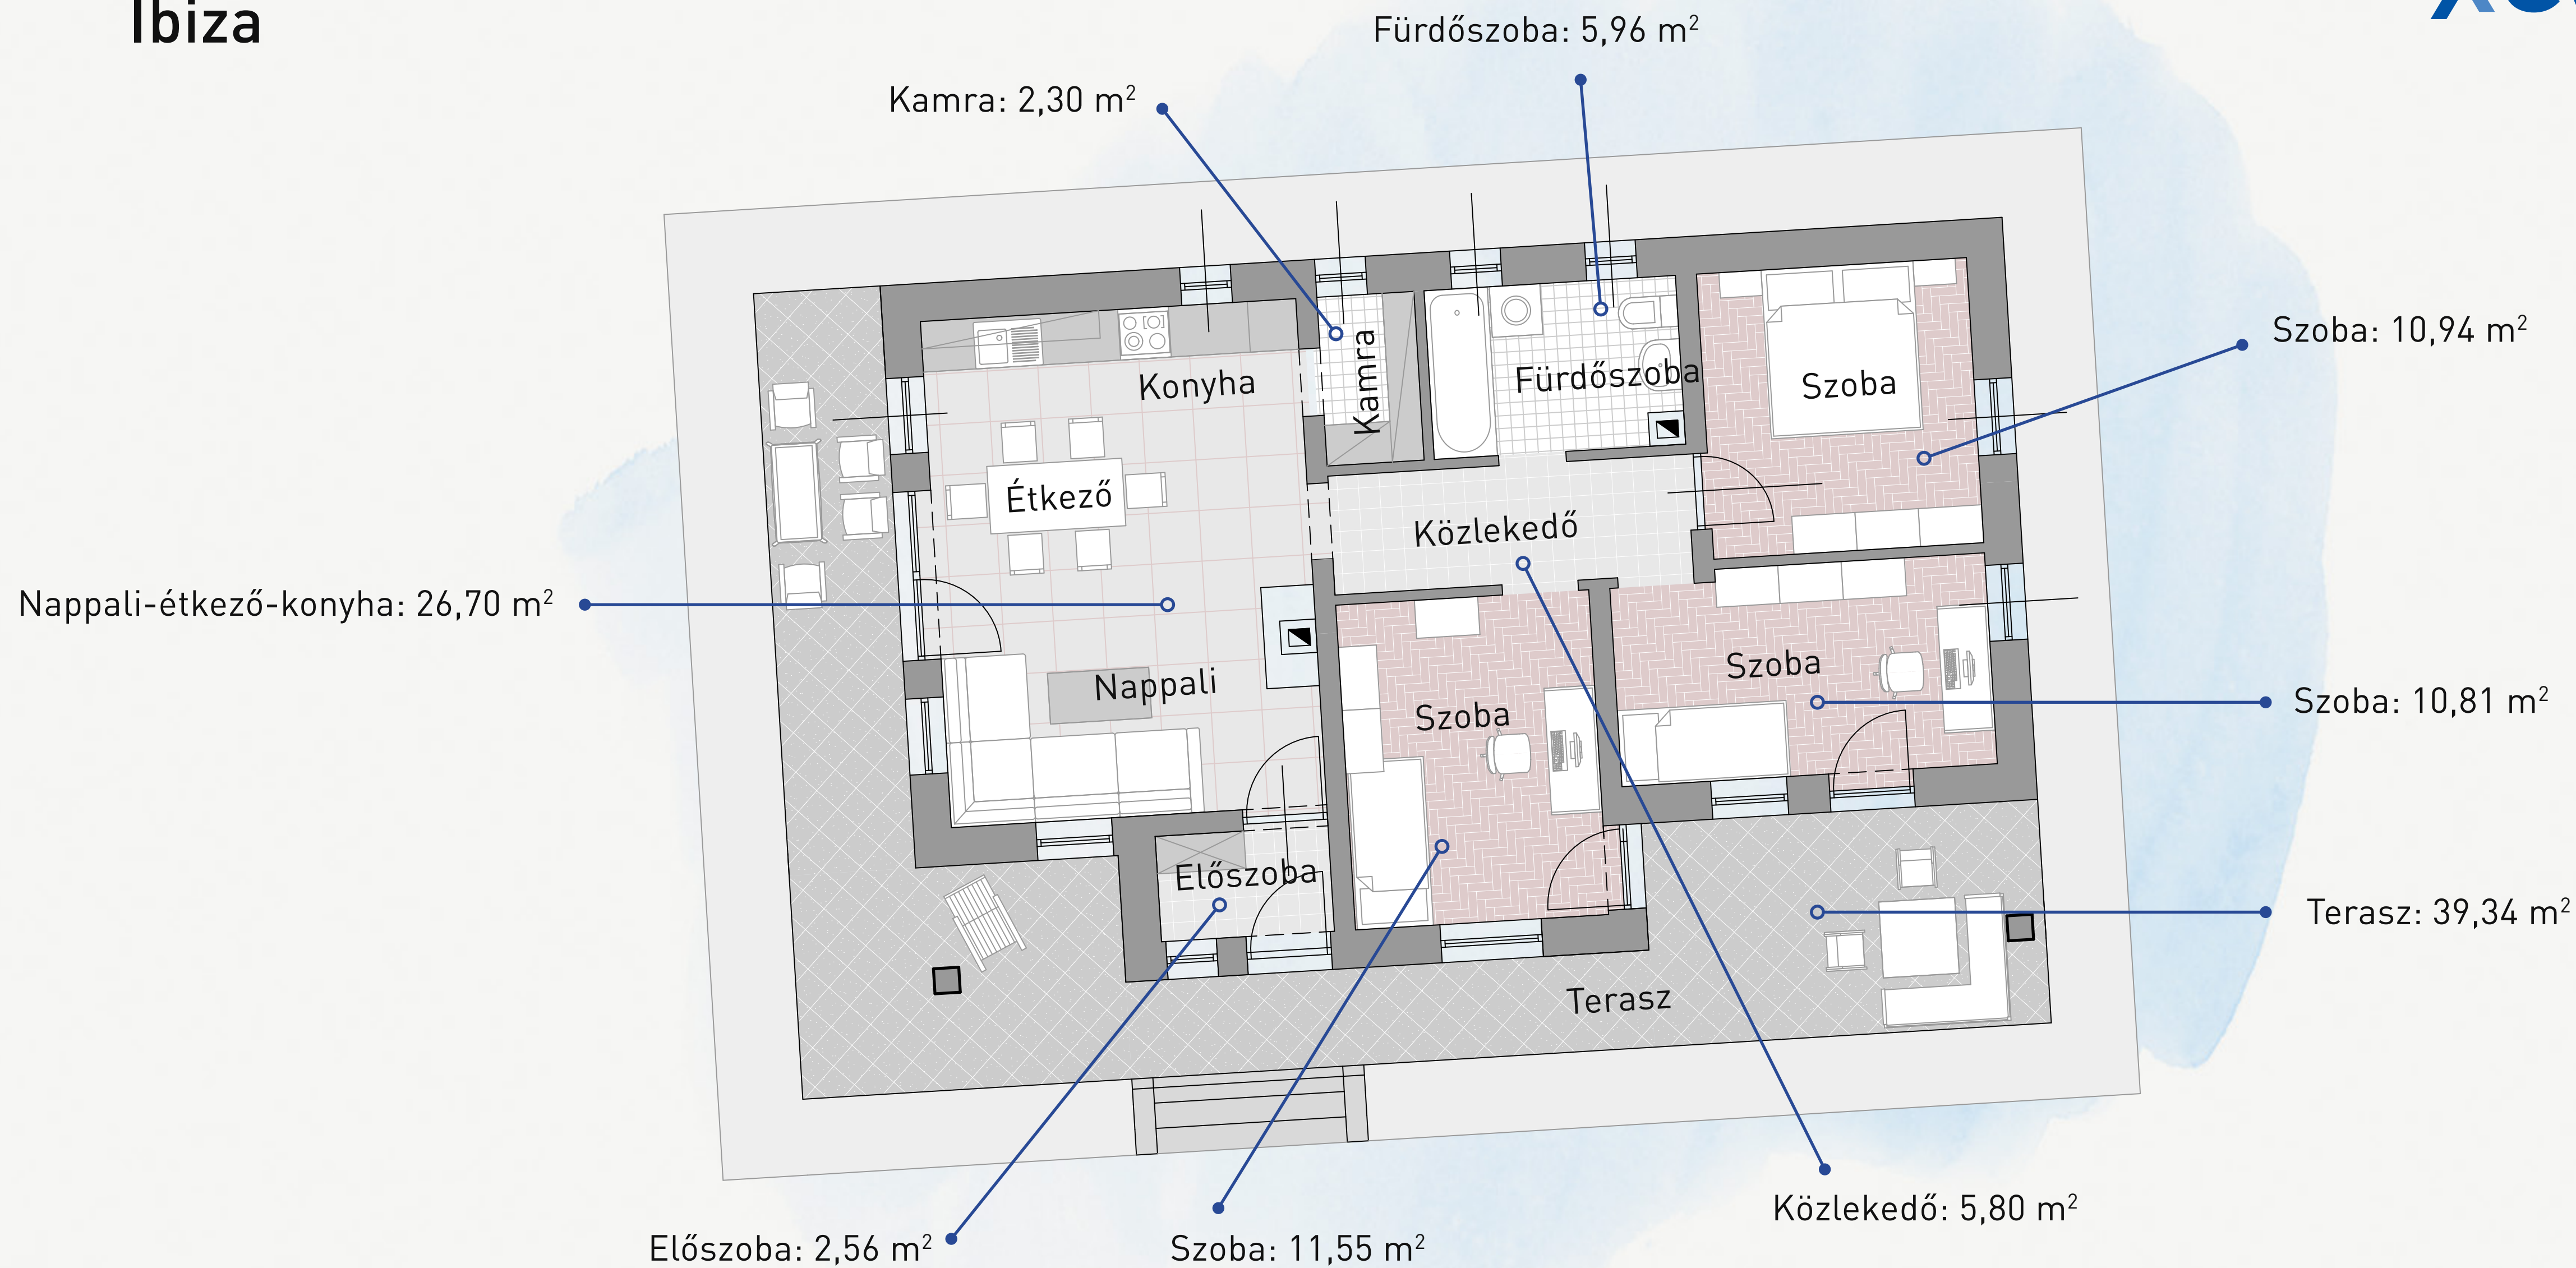 Ibiza
Fürdőszoba: 5,96 m²
Kamra: 2,30 m²
Szoba: 10,94 m²
Konyha
Kamra
Fürdőszoba
Szoba
Étkező
Közlekedő
Nappali-étkező-konyha: 26,70 m²
Nappali
Szoba
Szoba
Szoba: 10,81 m²
Előszoba
Terasz: 39,34 m²
Terasz
Közlekedő: 5,80 m²
Előszoba: 2,56 m²
Szoba: 11,55 m²